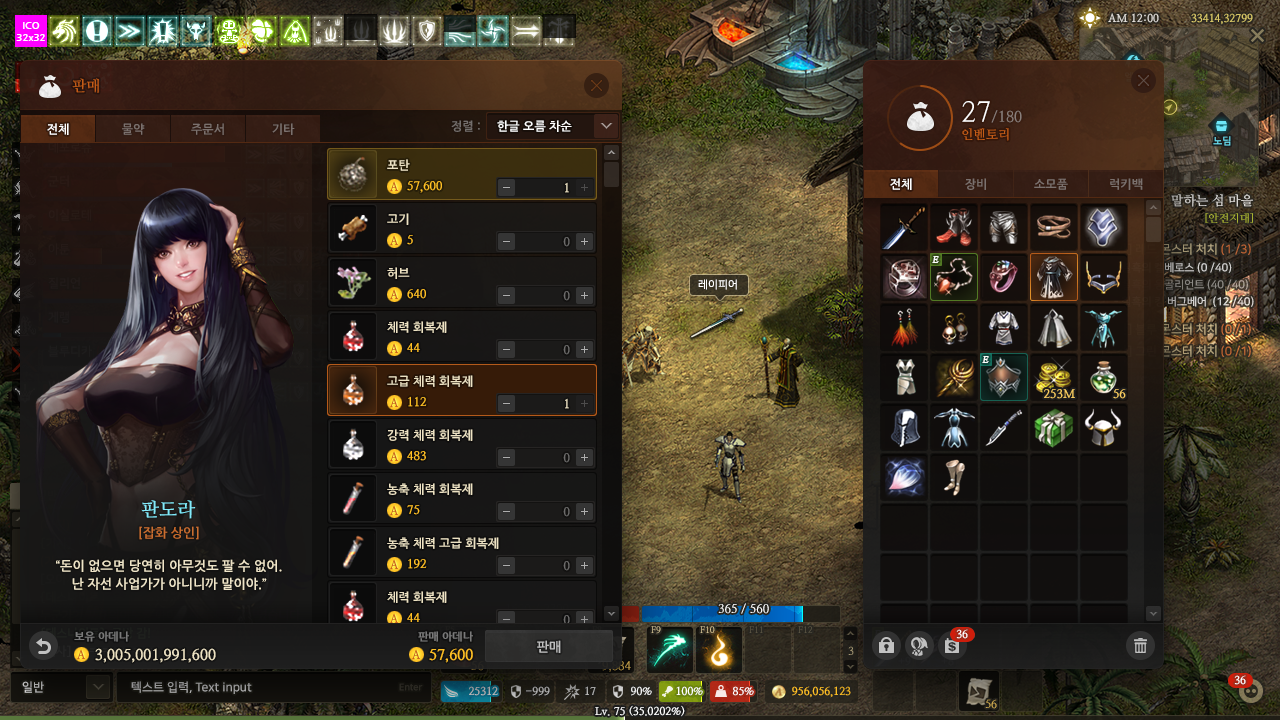 ICO
32x32
AM 12:00
33414,32799
판매
전체
물약
주문서
기타
정렬 :
한글 오름 차순
포탄
57,600
1
고기
5
0
허브
640
0
체력 회복제
44
0
고급 체력 회복제
112
1
강력 체력 회복제
483
0
농축 체력 회복제
75
0
농축 체력 고급 회복제
192
0
체력 회복제
44
0
판도라
[잡화 상인]
“돈이 없으면 당연히 아무것도 팔 수 없어.
난 자선 사업가가 아니니까 말이야.”
보유 아데나
3,005,001,991,600
판매 아데나
57,600
판매
레이피어
27/180
인벤토리
전체
장비
소모품
럭키백
E
E
253M
56
36
노딤
말하는 섬 마을
[안전지대]
몬스터 처치 (1/3)
베로스 (0/40)
골리언트 (40/40)
버그베어 (12/40)
몬스터 처치 (0/1)
몬스터 처치 (0/1)
365 / 560
F9
F10
F11
F12
3
일반
텍스트 입력, Text input
Enter
25312
-999
17
90%
100%
85%
956,056,123
56
36
Lv. 75 (35,0202%)